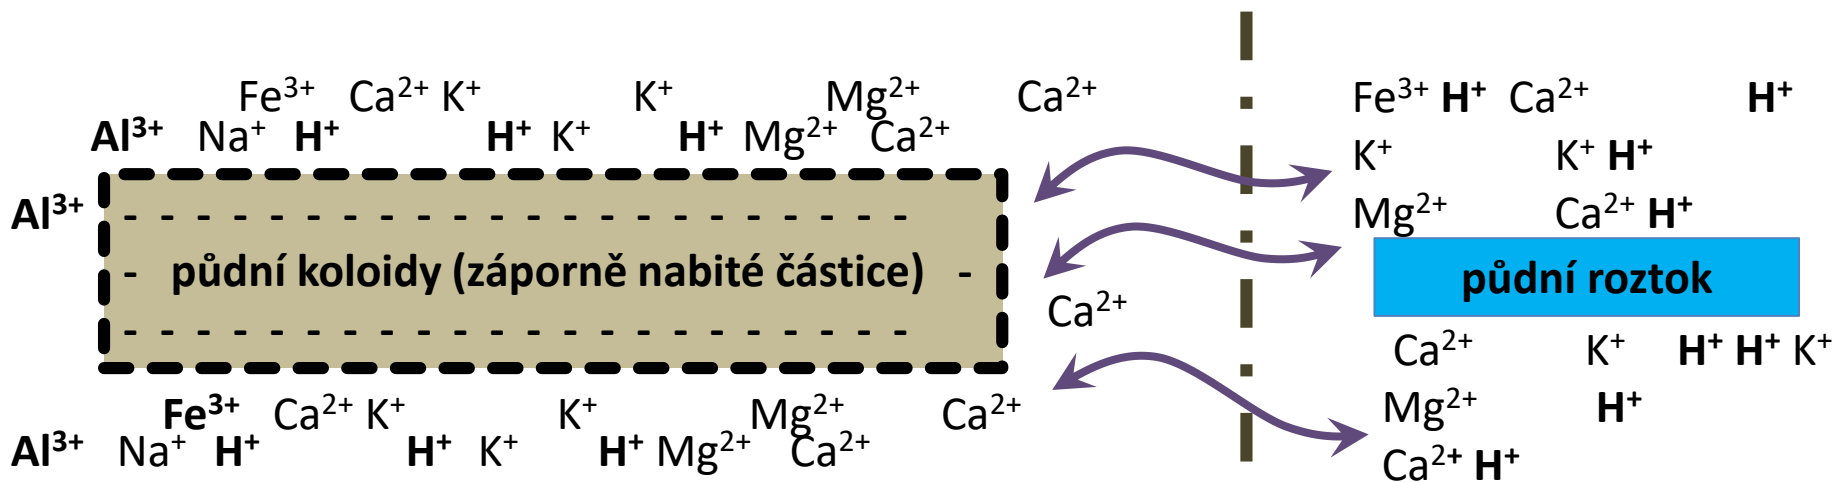 Fe³⁺ Ca²⁺ K⁺ K⁺ Mg²⁺ Ca²⁺
Al³⁺ Na⁺ H⁺ H⁺ K⁺ H⁺ Mg²⁺ Ca²⁺
Al³⁺
- - - - - - - - - - - - - - - - - - - - - -
- půdní koloidy (záporně nabité částice) -
- - - - - - - - - - - - - - - - - - - - - -
Ca²⁺
Fe³⁺ Ca²⁺ K⁺ K⁺ Mg²⁺ Ca²⁺
Al³⁺ Na⁺ H⁺ H⁺ K⁺ H⁺ Mg²⁺ Ca²⁺
Fe³⁺ H⁺ Ca²⁺ H⁺
K⁺ K⁺ H⁺
Mg²⁺ Ca²⁺ H⁺
půdní roztok
Ca²⁺ K⁺ H⁺ H⁺ K⁺
Mg²⁺ H⁺
Ca²⁺ H⁺